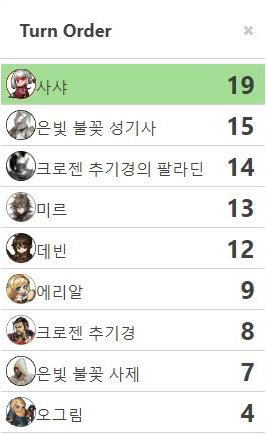 Turn Order ×
사샤 19
은빛 불꽃 성기사 15
크로젠 추기경의 팔라딘 14
미르 13
데빈 12
에리알 9
크로젠 추기경 8
은빛 불꽃 사제 7
오그림 4